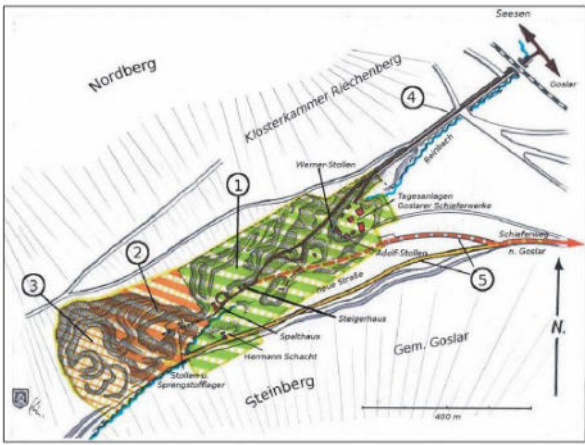 Seesen
Goslar
Nordberg
Klosterkammer Riechenberg
4
Reinbach
Werner-Stollen
1
Tagesanlagen
Goslarer Schieferwerke
2
Schieferweg
n. Goslar
Adolf-Stollen
5
3
neue Straße
Steigerhaus
N.
Spalthaus
Hermann Schacht
Gem. Goslar
Stollen u.
Sprengstofflager
Steinberg
400 m